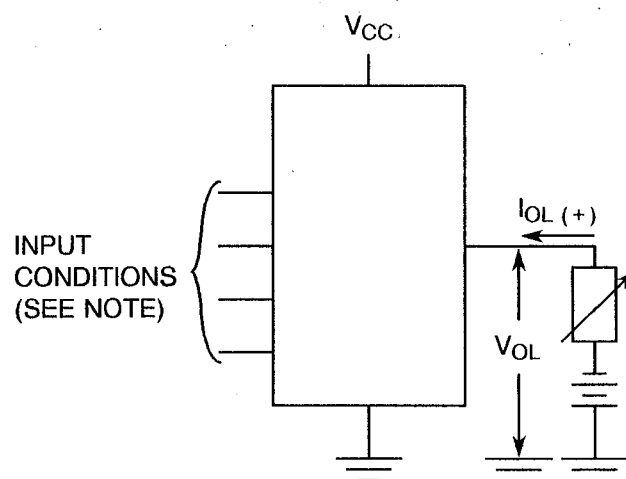 VCC
INPUT
CONDITIONS
(SEE NOTE)
IOL (+)
VOL